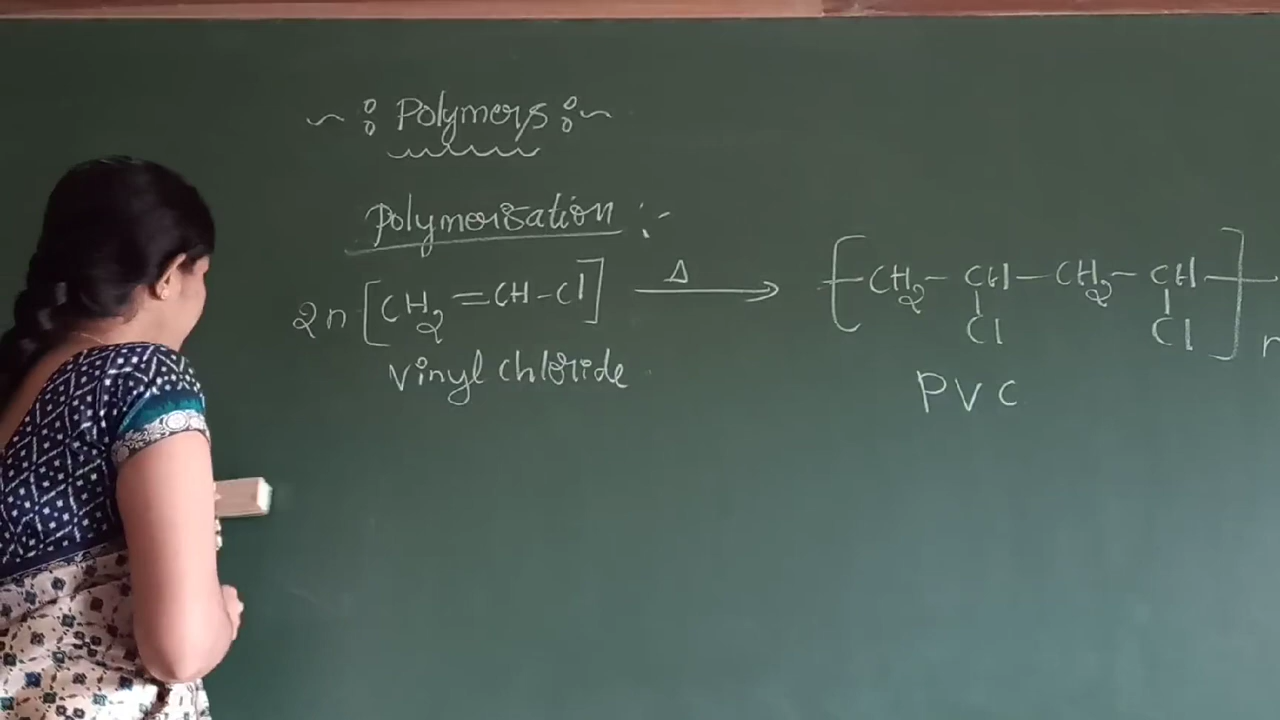 ~ : Polymers : ~
Polymerisation :-
2n [CH₂ = CH - Cl] Δ → [ - CH₂ - CH - CH₂ - CH - ] n
Cl Cl
Vinyl chloride
PVC